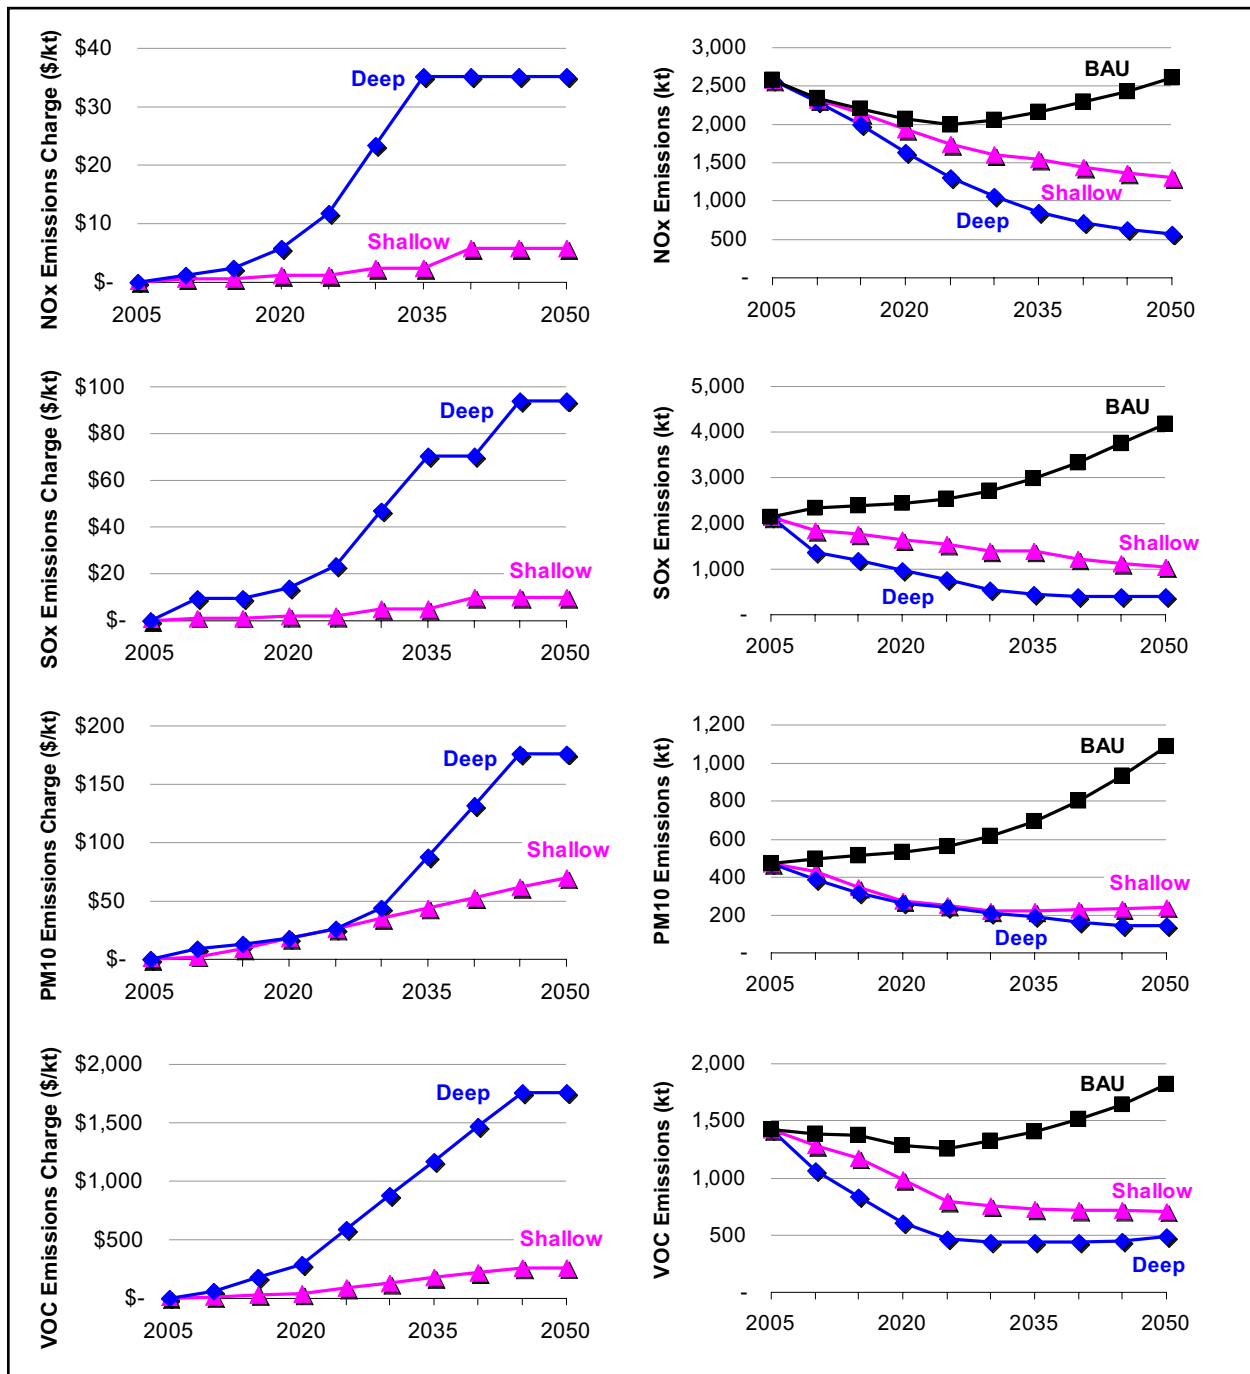 NOx Emissions Charge ($/kt)
$40
$30
$20
$10
$-
Deep
Shallow
2005 2020 2035 2050
NOx Emissions (kt)
3,000
2,500
2,000
1,500
1,000
500
-
BAU
Shallow
Deep
2005 2020 2035 2050
SOx Emissions Charge ($/kt)
$100
$80
$60
$40
$20
$-
Deep
Shallow
2005 2020 2035 2050
SOx Emissions (kt)
5,000
4,000
3,000
2,000
1,000
-
BAU
Shallow
Deep
2005 2020 2035 2050
PM10 Emissions Charge ($/kt)
$200
$150
$100
$50
$-
Deep
Shallow
2005 2020 2035 2050
PM10 Emissions (kt)
1,200
1,000
800
600
400
200
-
BAU
Shallow
Deep
2005 2020 2035 2050
VOC Emissions Charge ($/kt)
$2,000
$1,500
$1,000
$500
$-
Deep
Shallow
2005 2020 2035 2050
VOC Emissions (kt)
2,000
1,500
1,000
500
-
BAU
Shallow
Deep
2005 2020 2035 2050